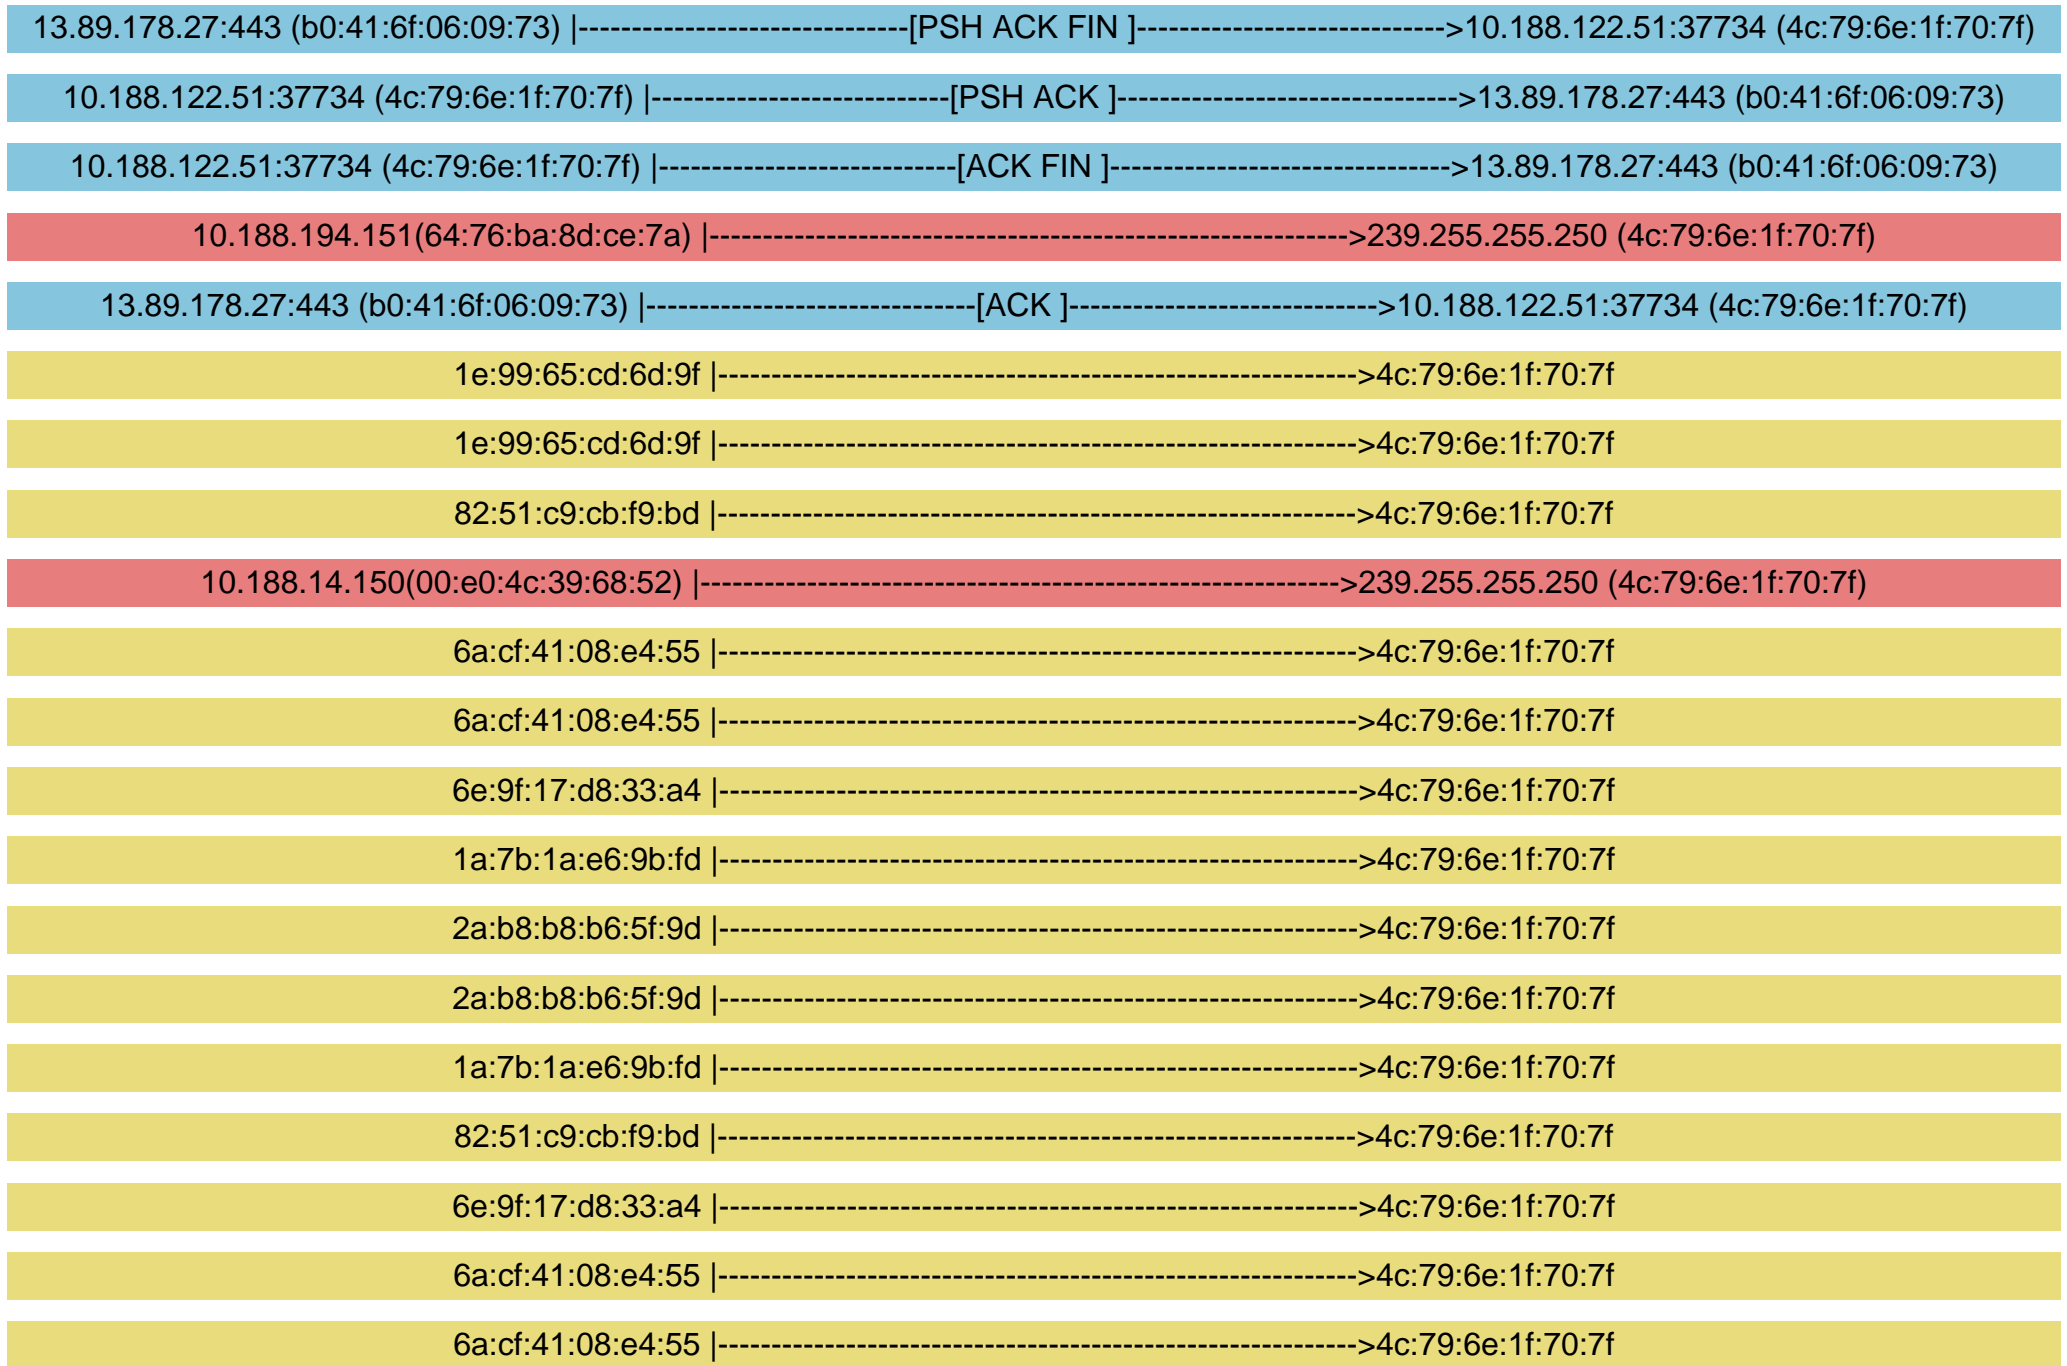 13.89.178.27:443 (b0:41:6f:06:09:73) |-------------------------------[PSH ACK FIN ]----------------------------->10.188.122.51:37734 (4c:79:6e:1f:70:7f)
10.188.122.51:37734 (4c:79:6e:1f:70:7f) |----------------------------[PSH ACK ]-------------------------------->13.89.178.27:443 (b0:41:6f:06:09:73)
10.188.122.51:37734 (4c:79:6e:1f:70:7f) |----------------------------[ACK FIN ]-------------------------------->13.89.178.27:443 (b0:41:6f:06:09:73)
10.188.194.151(64:76:ba:8d:ce:7a) |------------------------------------------------------------>239.255.255.250 (4c:79:6e:1f:70:7f)
13.89.178.27:443 (b0:41:6f:06:09:73) |-------------------------------[ACK ]----------------------------->10.188.122.51:37734 (4c:79:6e:1f:70:7f)
1e:99:65:cd:6d:9f |------------------------------------------------------------>4c:79:6e:1f:70:7f
1e:99:65:cd:6d:9f |------------------------------------------------------------>4c:79:6e:1f:70:7f
82:51:c9:cb:f9:bd |------------------------------------------------------------>4c:79:6e:1f:70:7f
10.188.14.150(00:e0:4c:39:68:52) |------------------------------------------------------------>239.255.255.250 (4c:79:6e:1f:70:7f)
6a:cf:41:08:e4:55 |------------------------------------------------------------>4c:79:6e:1f:70:7f
6a:cf:41:08:e4:55 |------------------------------------------------------------>4c:79:6e:1f:70:7f
6e:9f:17:d8:33:a4 |------------------------------------------------------------>4c:79:6e:1f:70:7f
1a:7b:1a:e6:9b:fd |------------------------------------------------------------>4c:79:6e:1f:70:7f
2a:b8:b8:b6:5f:9d |------------------------------------------------------------>4c:79:6e:1f:70:7f
2a:b8:b8:b6:5f:9d |------------------------------------------------------------>4c:79:6e:1f:70:7f
1a:7b:1a:e6:9b:fd |------------------------------------------------------------>4c:79:6e:1f:70:7f
82:51:c9:cb:f9:bd |------------------------------------------------------------>4c:79:6e:1f:70:7f
6e:9f:17:d8:33:a4 |------------------------------------------------------------>4c:79:6e:1f:70:7f
6a:cf:41:08:e4:55 |------------------------------------------------------------>4c:79:6e:1f:70:7f
6a:cf:41:08:e4:55 |------------------------------------------------------------>4c:79:6e:1f:70:7f